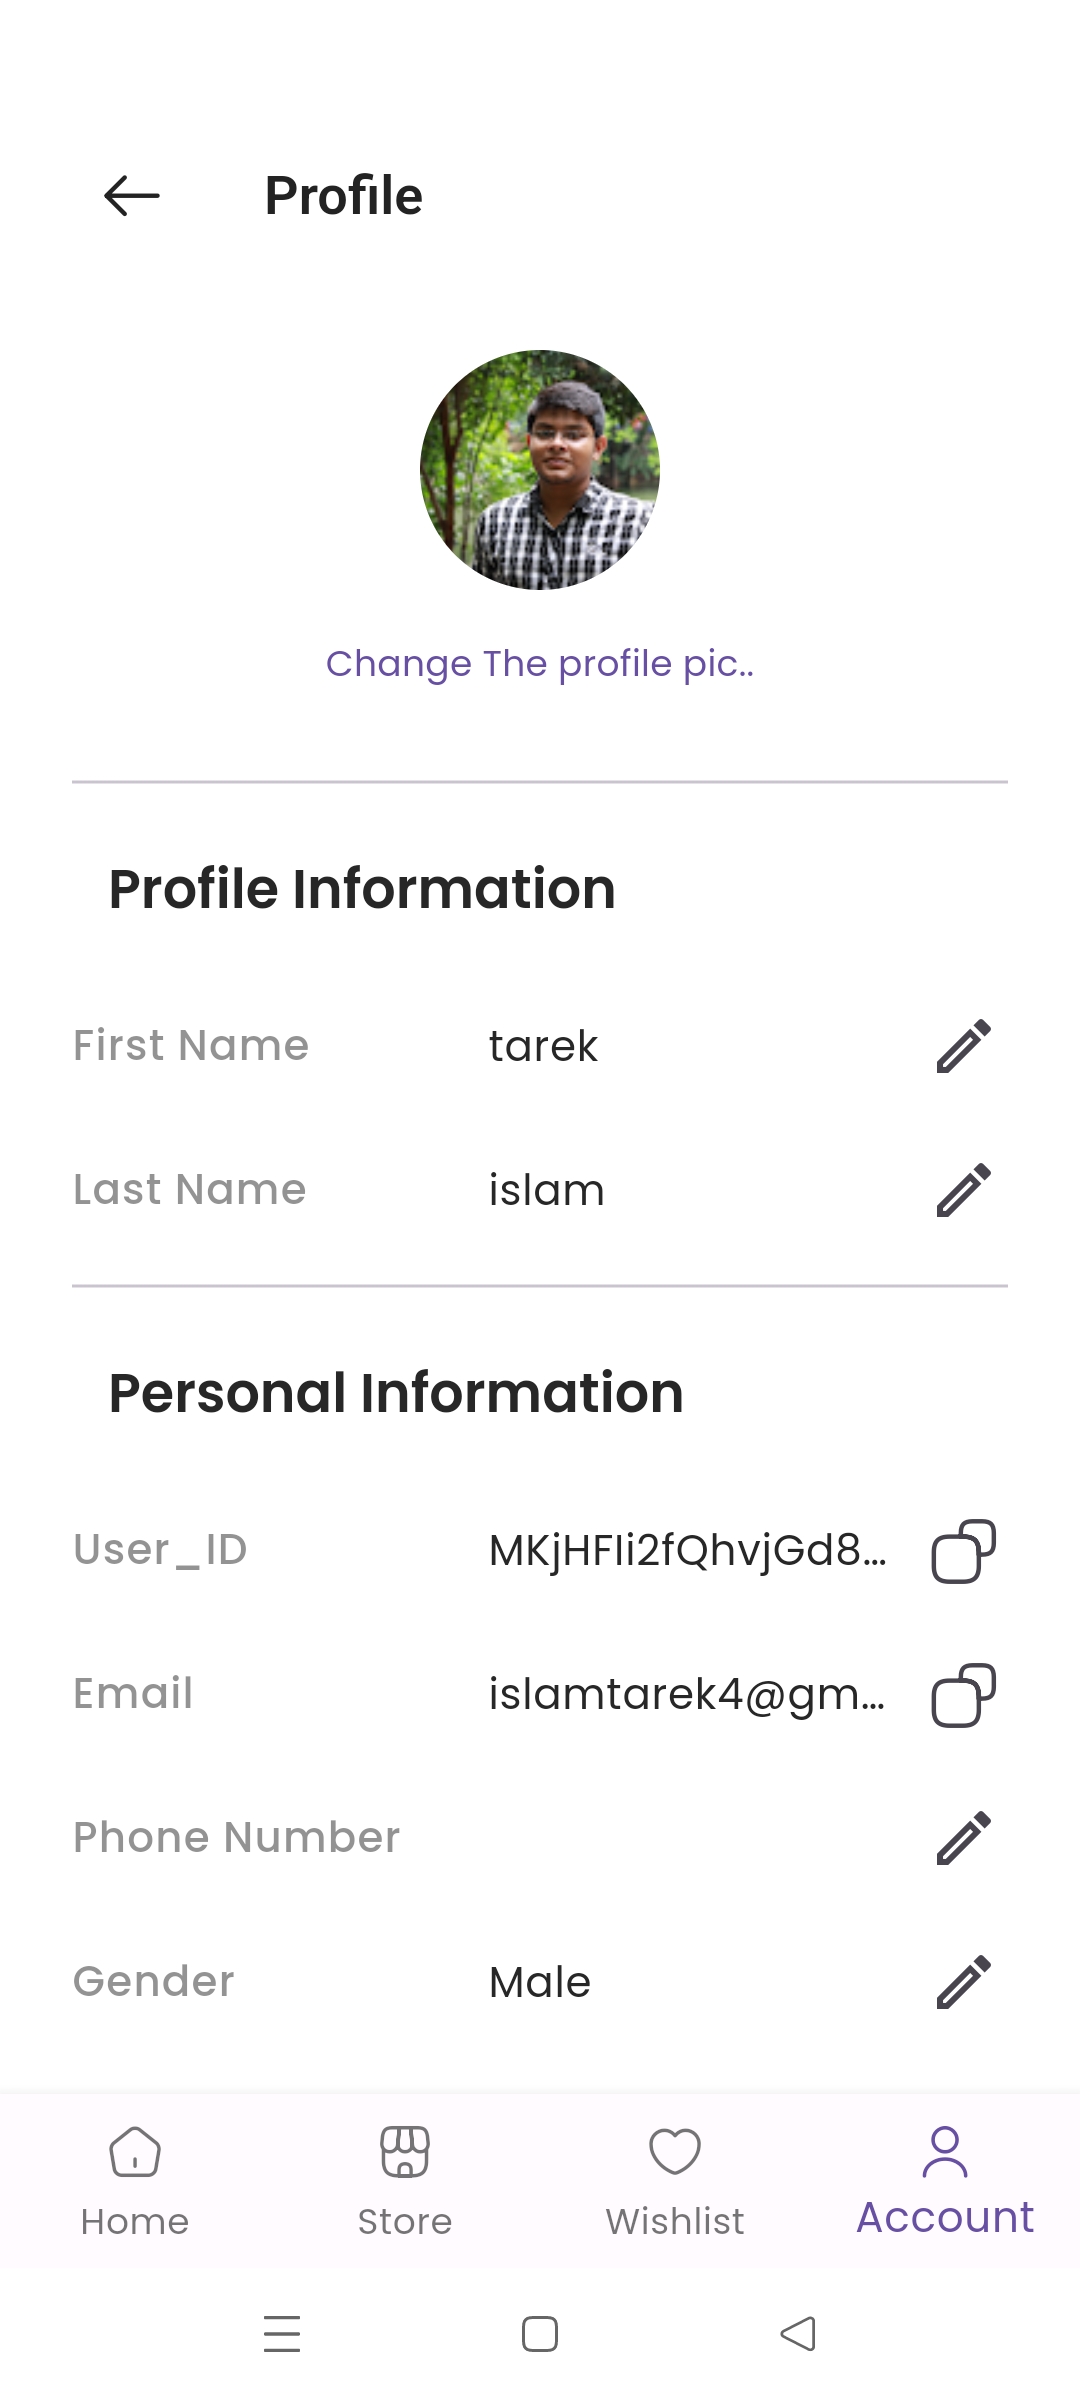 Profile
Change The profile pic..
Profile Information
First Name tarek
Last Name islam
Personal Information
User_ID MKjHFIi2fQhvjGd8...
Email islamtarek4@gm...
Phone Number
Gender Male
Home Store Wishlist Account